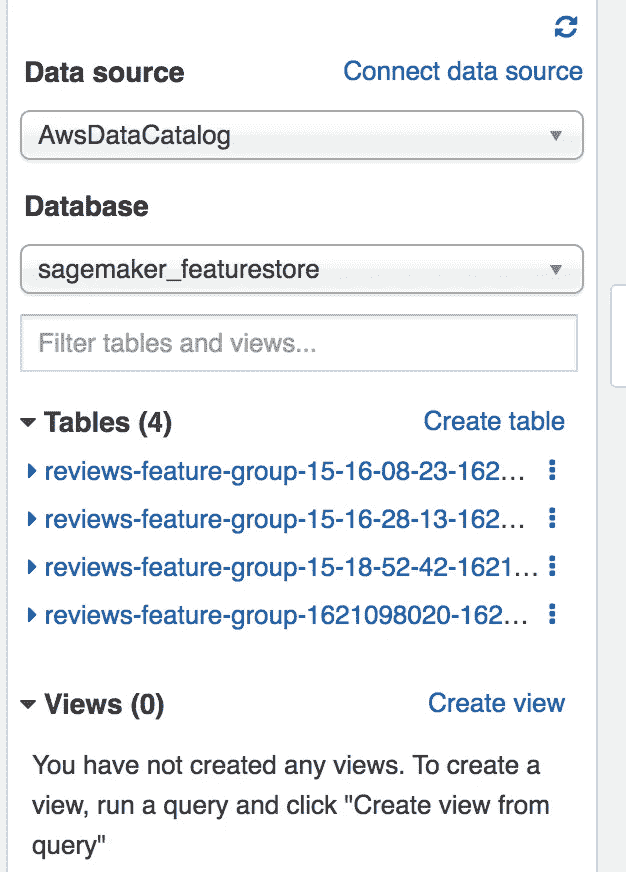 Data source
Connect data source
AwsDataCatalog
Database
sagemaker_featurestore
Filter tables and views...
Tables (4)
Create table
reviews-feature-group-15-16-08-23-162...
reviews-feature-group-15-16-28-13-162...
reviews-feature-group-15-18-52-42-1621...
reviews-feature-group-1621098020-162...
Views (0)
Create view
You have not created any views. To create a
view, run a query and click "Create view from
query"